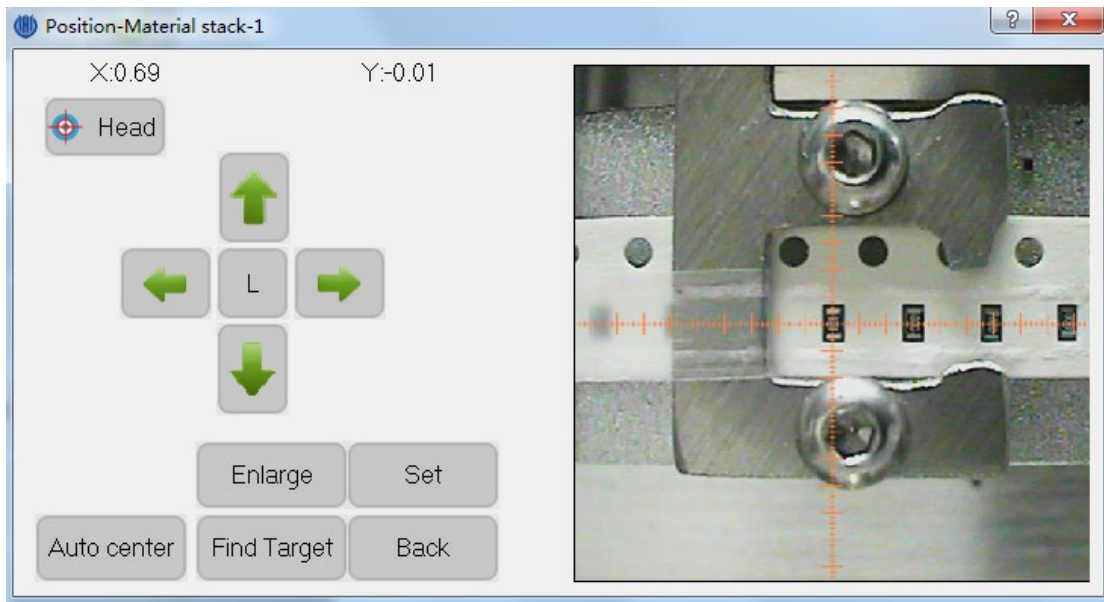 Position-Material stack-1
X:0.69 Y:-0.01
Head
L
Enlarge Set
Auto center Find Target Back